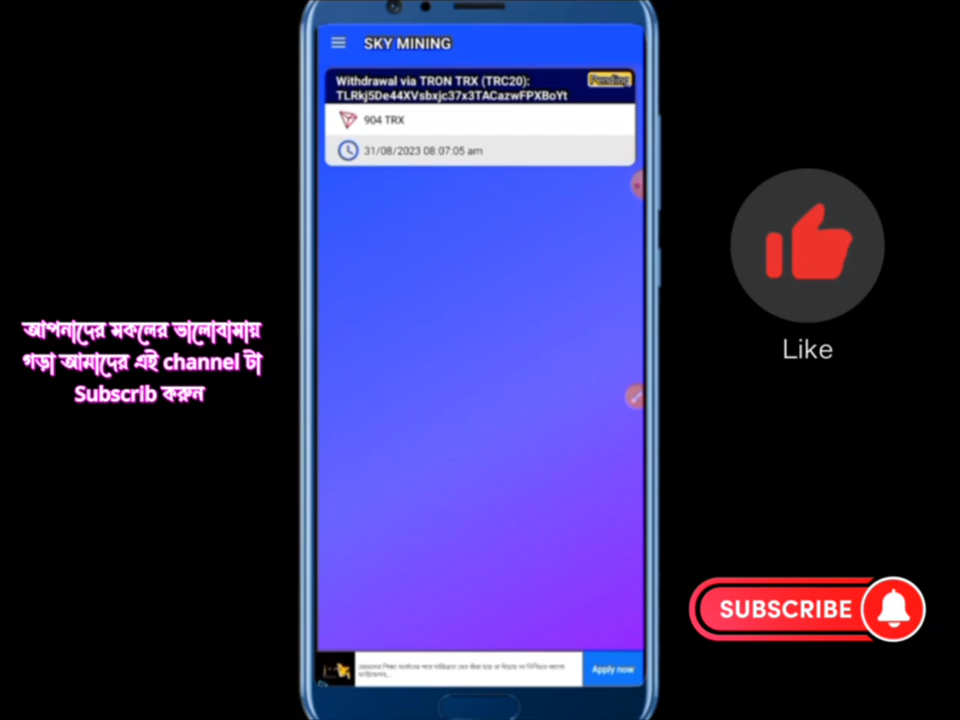 SKY MINING
Withdrawal via TRON TRX (TRC20):
Pending
TLRkj5De44XVsbxjc37x3TACazwFPXBoYt
904 TRX
31/08/2023 08:07:05 am
আপনাদের সকলের ভালোবাসায়
গড়া আমাদের এই channel টা
Subscrib করুন
Like
SUBSCRIBE
Apply now